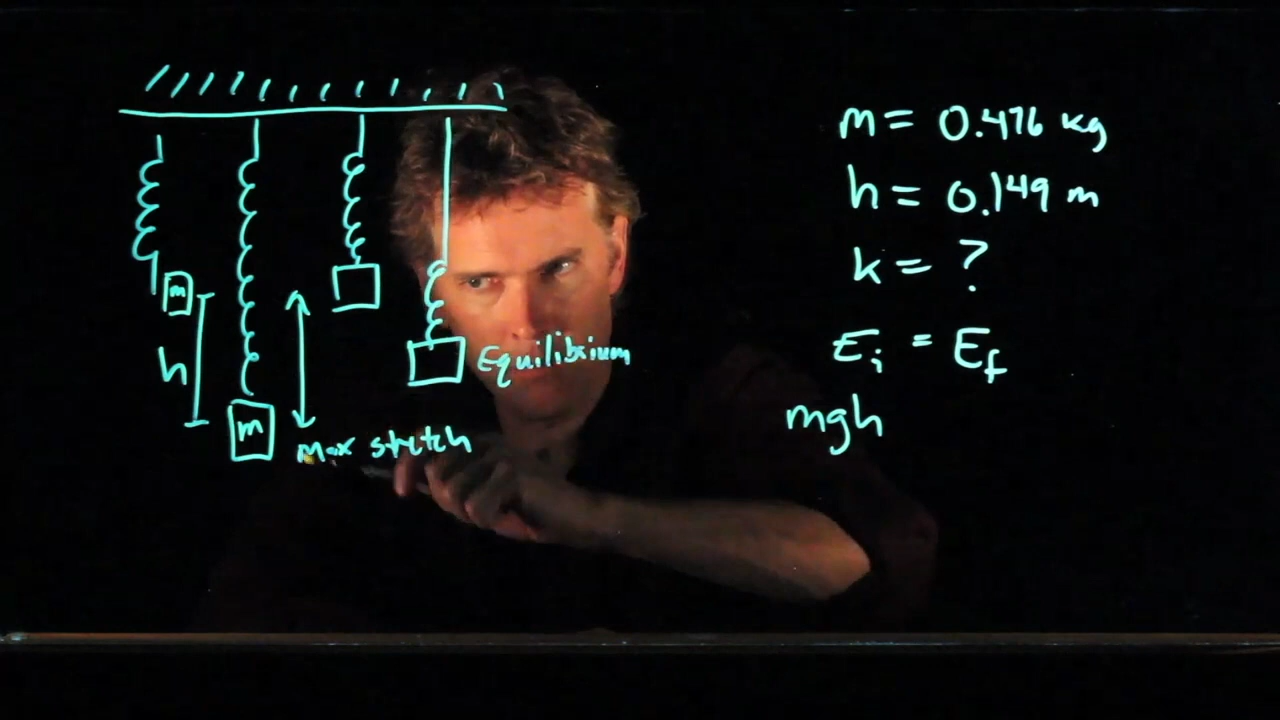 m
h
m
max stretch
Equilibrium
m = 0.476 kg
h = 0.149 m
k = ?
Ei = Ef
mgh